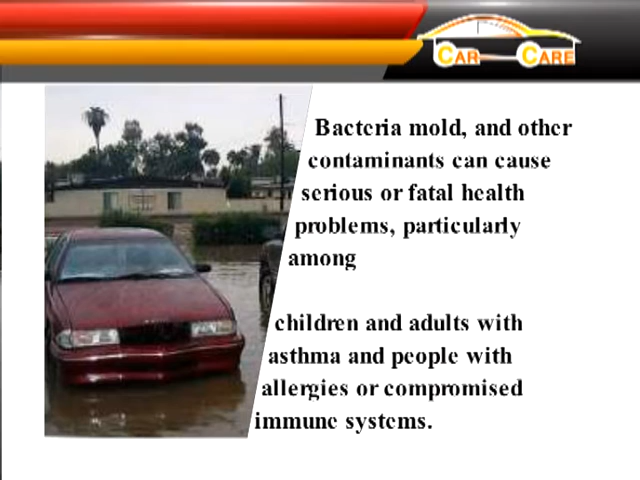 CAR CARE
Bacteria mold, and other
contaminants can cause
serious or fatal health
problems, particularly
among
children and adults with
asthma and people with
allergies or compromised
immune systems.